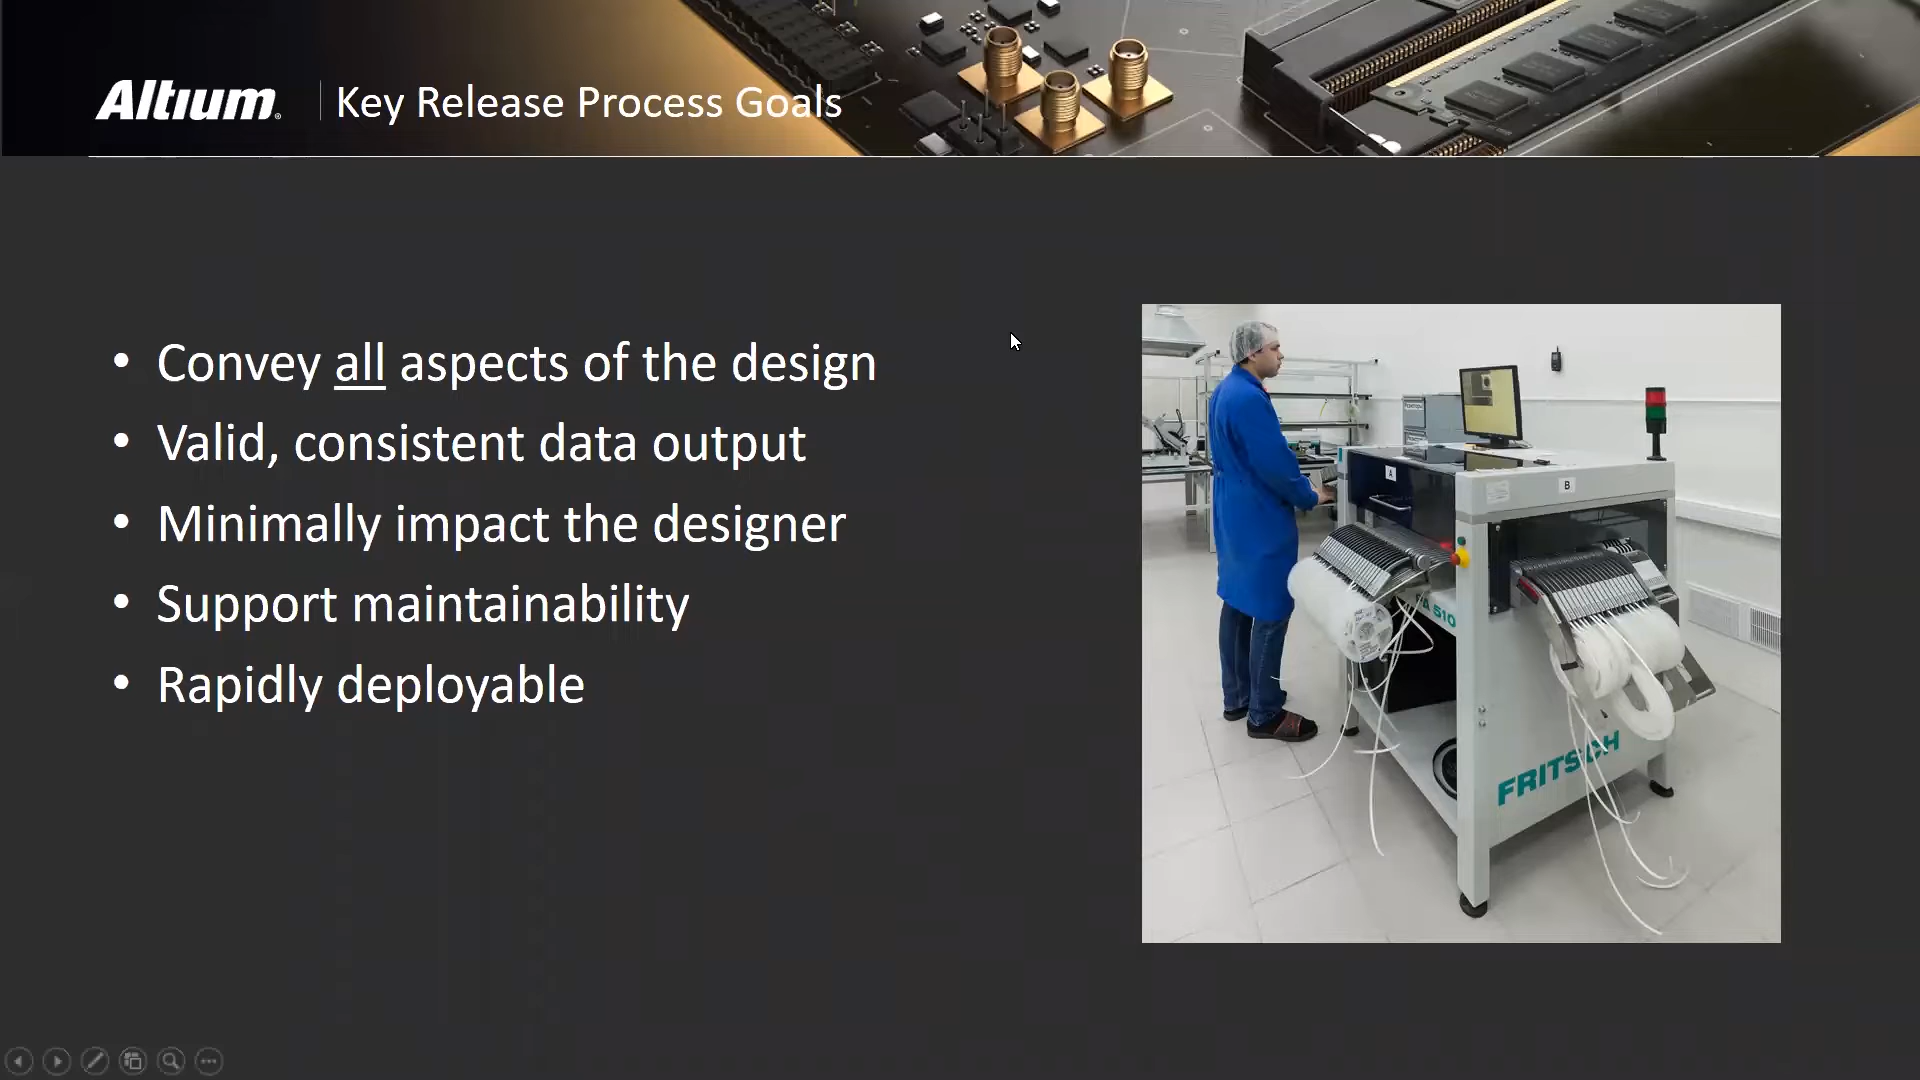 Altium
Key Release Process Goals
• Convey all aspects of the design
• Valid, consistent data output
• Minimally impact the designer
• Support maintainability
• Rapidly deployable
A
B
FRITSCH